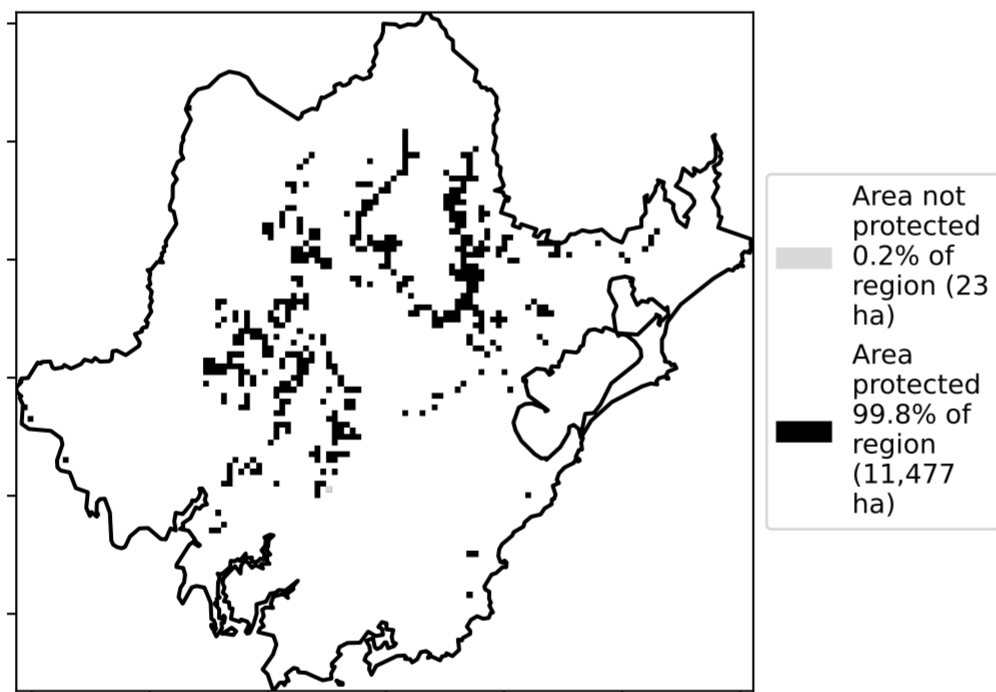 Area not
protected
0.2% of
region (23
ha)
Area
protected
99.8% of
region
(11,477
ha)